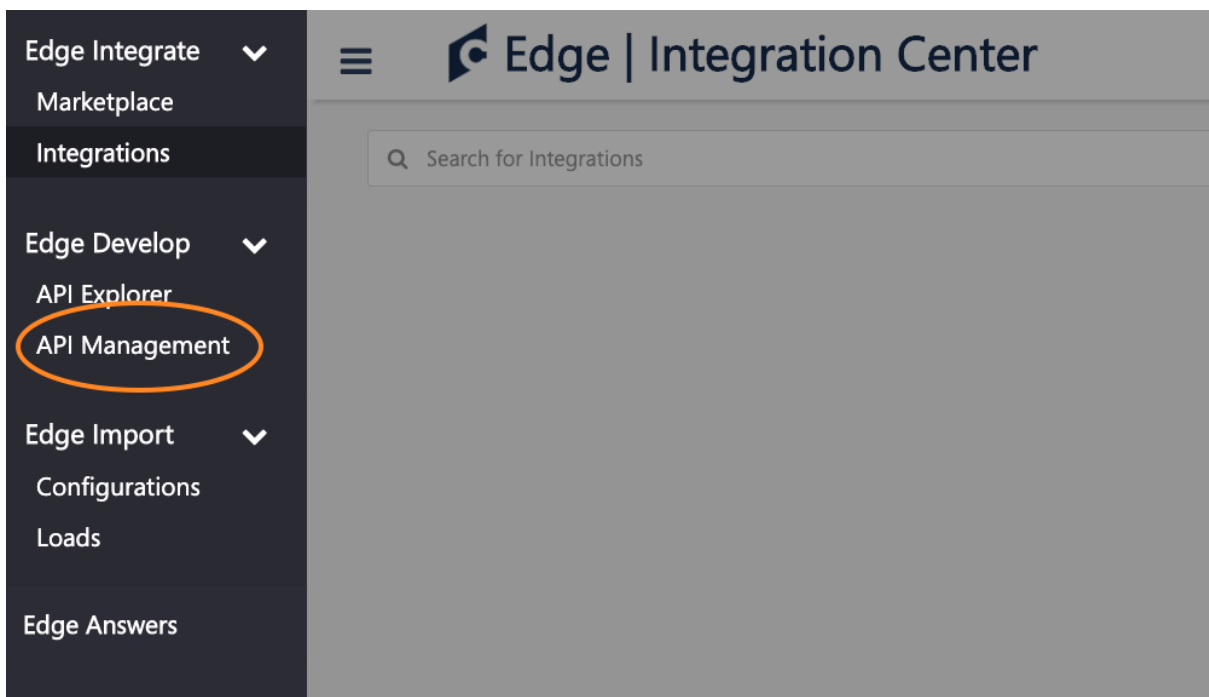 Edge Integrate
Marketplace
Integrations
Edge Develop
API Explorer
API Management
Edge Import
Configurations
Loads
Edge Answers
Edge | Integration Center
Search for Integrations